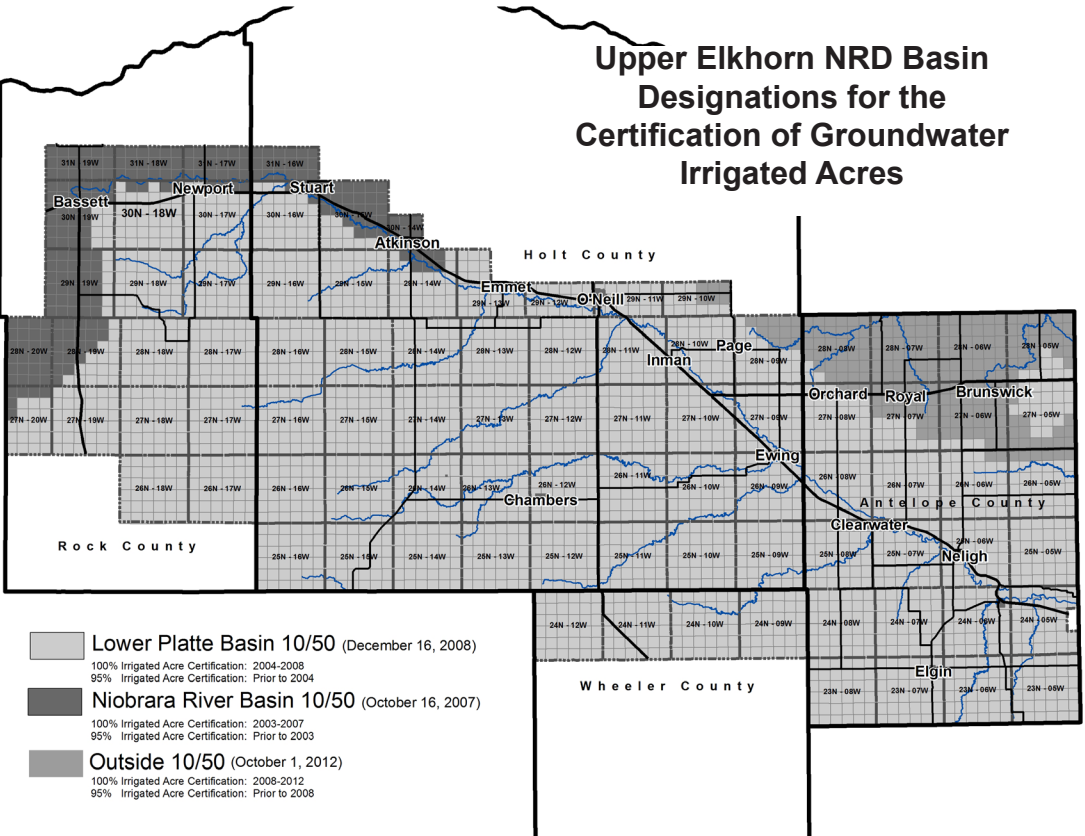 Upper Elkhorn NRD Basin
Designations for the
Certification of Groundwater
Irrigated Acres
31N - 19W
31N - 18W
31N - 17W
31N - 16W
Bassett
Newport
Stuart
30N - 19W
30N - 18W
30N - 17W
30N - 16W
30N - 14W
Atkinson
Holt County
29N - 19W
29N - 18W
29N - 17W
29N - 16W
29N - 15W
29N - 14W
Emmet
29N - 13W
29N - 12W
O'Neill
29N - 11W
29N - 10W
28N - 20W
28N - 19W
28N - 18W
28N - 17W
28N - 16W
28N - 15W
28N - 14W
28N - 13W
28N - 12W
28N - 11W
28N - 10W
Page
28N - 09W
28N - 08W
28N - 07W
28N - 06W
28N - 05W
Inman
Orchard
Royal
Brunswick
27N - 20W
27N - 19W
27N - 18W
27N - 17W
27N - 16W
27N - 15W
27N - 14W
27N - 13W
27N - 12W
27N - 11W
27N - 10W
27N - 09W
27N - 08W
27N - 07W
27N - 06W
27N - 05W
Ewing
26N - 18W
26N - 17W
26N - 16W
26N - 15W
26N - 14W
26N - 13W
26N - 12W
26N - 11W
26N - 10W
26N - 09W
26N - 08W
26N - 07W
26N - 06W
26N - 05W
Chambers
Antelope County
Clearwater
Rock County
25N - 16W
25N - 15W
25N - 14W
25N - 13W
25N - 12W
25N - 11W
25N - 10W
25N - 09W
25N - 08W
25N - 07W
25N - 06W
25N - 05W
Neligh
24N - 12W
24N - 11W
24N - 10W
24N - 09W
24N - 08W
24N - 07W
24N - 06W
24N - 05W
Elgin
Wheeler County
23N - 08W
23N - 07W
23N - 06W
23N - 05W
Lower Platte Basin 10/50 (December 16, 2008)
100% Irrigated Acre Certification: 2004-2008
95% Irrigated Acre Certification: Prior to 2004
Niobrara River Basin 10/50 (October 16, 2007)
100% Irrigated Acre Certification: 2003-2007
95% Irrigated Acre Certification: Prior to 2003
Outside 10/50 (October 1, 2012)
100% Irrigated Acre Certification: 2008-2012
95% Irrigated Acre Certification: Prior to 2008